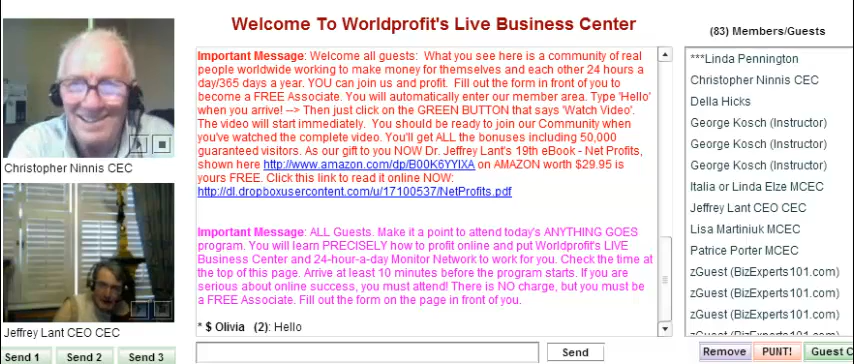 Welcome To Worldprofit's Live Business Center
(83) Members/Guests
Christopher Ninnis CEC
Jeffrey Lant CEO CEC
Send 1
Send 2
Send 3
Important Message: Welcome all guests: What you see here is a community of real
people worldwide working to make money for themselves and each other 24 hours a
day/365 days a year. YOU can join us and profit. Fill out the form in front of you to
become a FREE Associate. You will automatically enter our member area. Type 'Hello'
when you arrive! --> Then just click on the GREEN BUTTON that says 'Watch Video'.
The video will start immediately. You should be ready to join our Community when
you've watched the complete video. You'll get ALL the bonuses including 50,000
guaranteed visitors. As our gift to you NOW Dr. Jeffrey Lant's 19th eBook - Net Profits,
shown here http://www.amazon.com/dp/B00K6YYIXA on AMAZON worth $29.95 is
yours FREE. Click this link to read it online NOW:
http://dl.dropboxusercontent.com/u/17100537/NetProfits.pdf
Important Message: ALL Guests. Make it a point to attend today's ANYTHING GOES
program. You will learn PRECISELY how to profit online and put Worldprofit's LIVE
Business Center and 24-hour-a-day Monitor Network to work for you. Check the time at
the top of this page. Arrive at least 10 minutes before the program starts. If you are
serious about online success, you must attend! There is NO charge, but you must be
a FREE Associate. Fill out the form on the page in front of you.
* $ Olivia (2): Hello
Send
***Linda Pennington
Christopher Ninnis CEC
Della Hicks
George Kosch (Instructor)
George Kosch (Instructor)
George Kosch (Instructor)
Italia or Linda Elze MCEC
Jeffrey Lant CEO CEC
Lisa Martiniuk MCEC
Patrice Porter MCEC
zGuest (BizExperts101.com)
zGuest (BizExperts101.com)
zGuest (BizExperts101.com)
Remove
PUNT!
Guest C